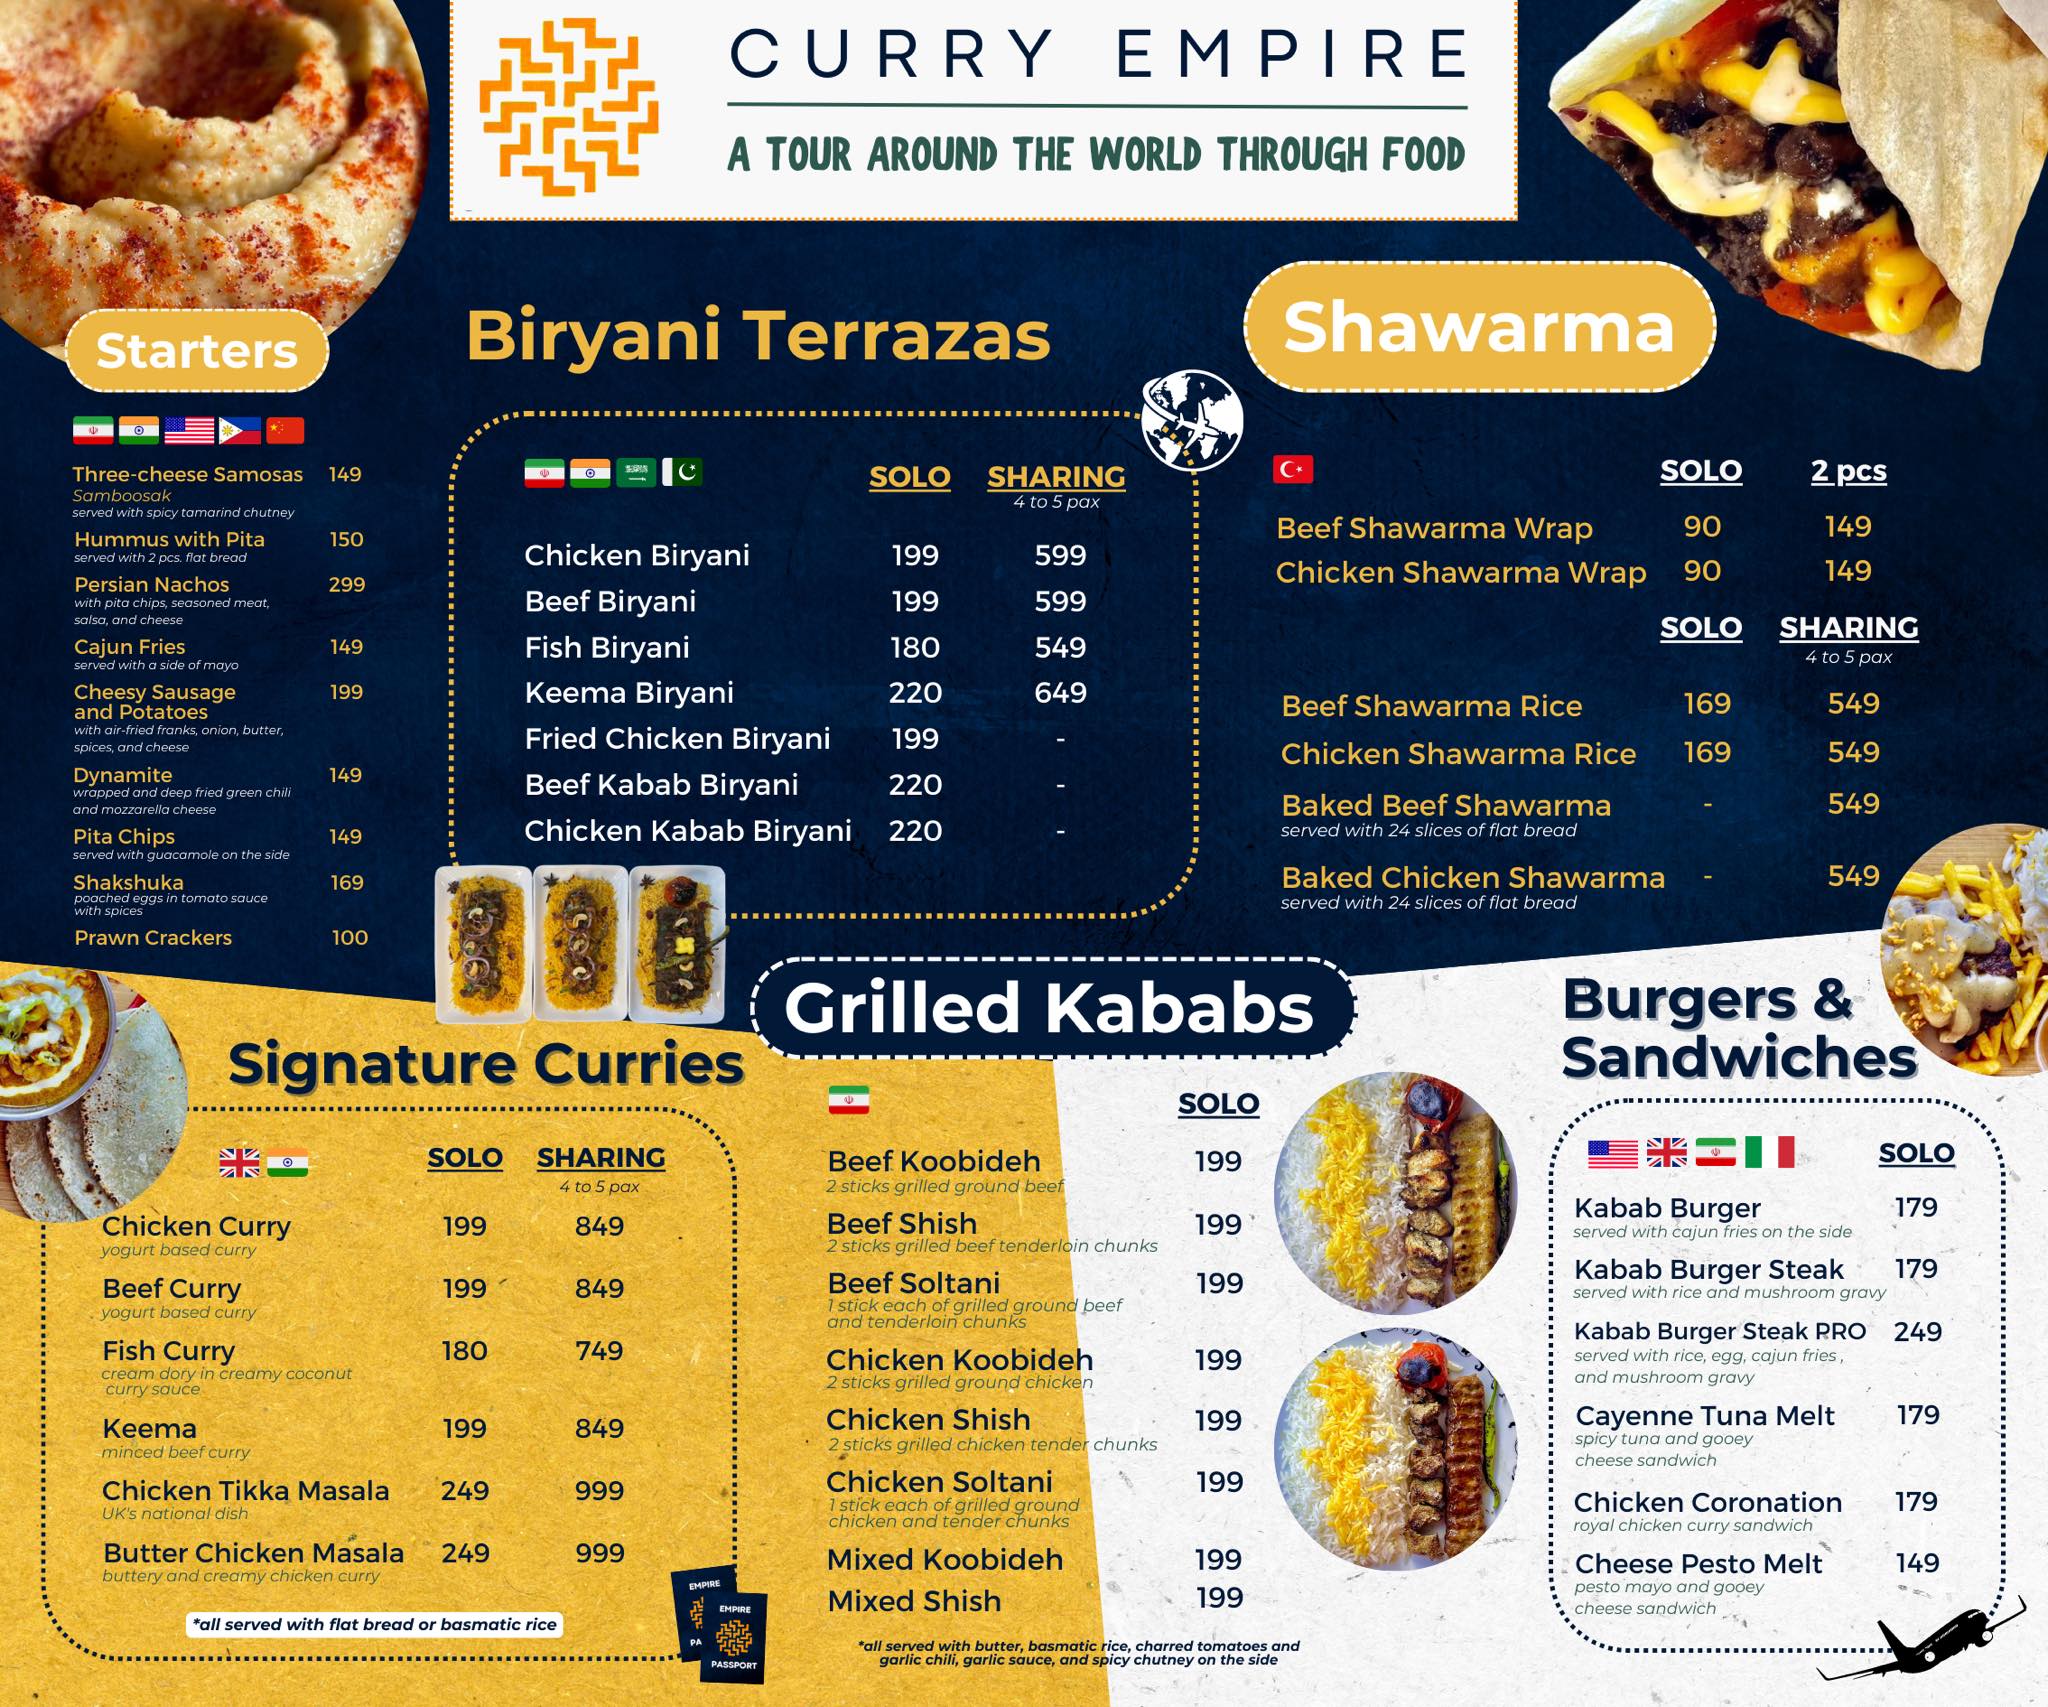 CURRY EMPIRE
A TOUR AROUND THE WORLD THROUGH FOOD
Starters
Three-cheese Samosas 149
Samboosak
served with spicy tamarind chutney
Hummus with Pita 150
served with 2 pcs. flat bread
Persian Nachos 299
with pita chips, seasoned meat,
salsa, and cheese
Cajun Fries 149
served with a side of mayo
Cheesy Sausage 199
and Potatoes
with air-fried franks, onion, butter,
spices, and cheese
Dynamite 149
wrapped and deep fried green chili
and mozzarella cheese
Pita Chips 149
served with guacamole on the side
Shakshuka 169
poached eggs in tomato sauce
with spices
Prawn Crackers 100
Biryani Terrazas
SOLO SHARING
4 to 5 pax
Chicken Biryani 199 599
Beef Biryani 199 599
Fish Biryani 180 549
Keema Biryani 220 649
Fried Chicken Biryani 199 -
Beef Kabab Biryani 220 -
Chicken Kabab Biryani 220 -
Shawarma
SOLO 2 pcs
Beef Shawarma Wrap 90 149
Chicken Shawarma Wrap 90 149
SOLO SHARING
4 to 5 pax
Beef Shawarma Rice 169 549
Chicken Shawarma Rice 169 549
Baked Beef Shawarma - 549
served with 24 slices of flat bread
Baked Chicken Shawarma - 549
served with 24 slices of flat bread
Signature Curries
SOLO SHARING
4 to 5 pax
Chicken Curry 199 849
yogurt based curry
Beef Curry 199 849
yogurt based curry
Fish Curry 180 749
cream dory in creamy coconut
curry sauce
Keema 199 849
minced beef curry
Chicken Tikka Masala 249 999
UK's national dish
Butter Chicken Masala 249 999
buttery and creamy chicken curry
*all served with flat bread or basmatic rice
EMPIRE
PA
EMPIRE
PASSPORT
Grilled Kababs
SOLO
Beef Koobideh 199
2 sticks grilled ground beef
Beef Shish 199
2 sticks grilled beef tenderloin chunks
Beef Soltani 199
1 stick each of grilled ground beef
and tenderloin chunks
Chicken Koobideh 199
2 sticks grilled ground chicken
Chicken Shish 199
2 sticks grilled chicken tender chunks
Chicken Soltani 199
1 stick each of grilled ground
chicken and tender chunks
Mixed Koobideh 199
Mixed Shish 199
*all served with butter, basmatic rice, charred tomatoes and
garlic chili, garlic sauce, and spicy chutney on the side
Burgers &
Sandwiches
SOLO
Kabab Burger 179
served with cajun fries on the side
Kabab Burger Steak 179
served with rice and mushroom gravy
Kabab Burger Steak PRO 249
served with rice, egg, cajun fries ,
and mushroom gravy
Cayenne Tuna Melt 179
spicy tuna and gooey
cheese sandwich
Chicken Coronation 179
royal chicken curry sandwich
Cheese Pesto Melt 149
pesto mayo and gooey
cheese sandwich